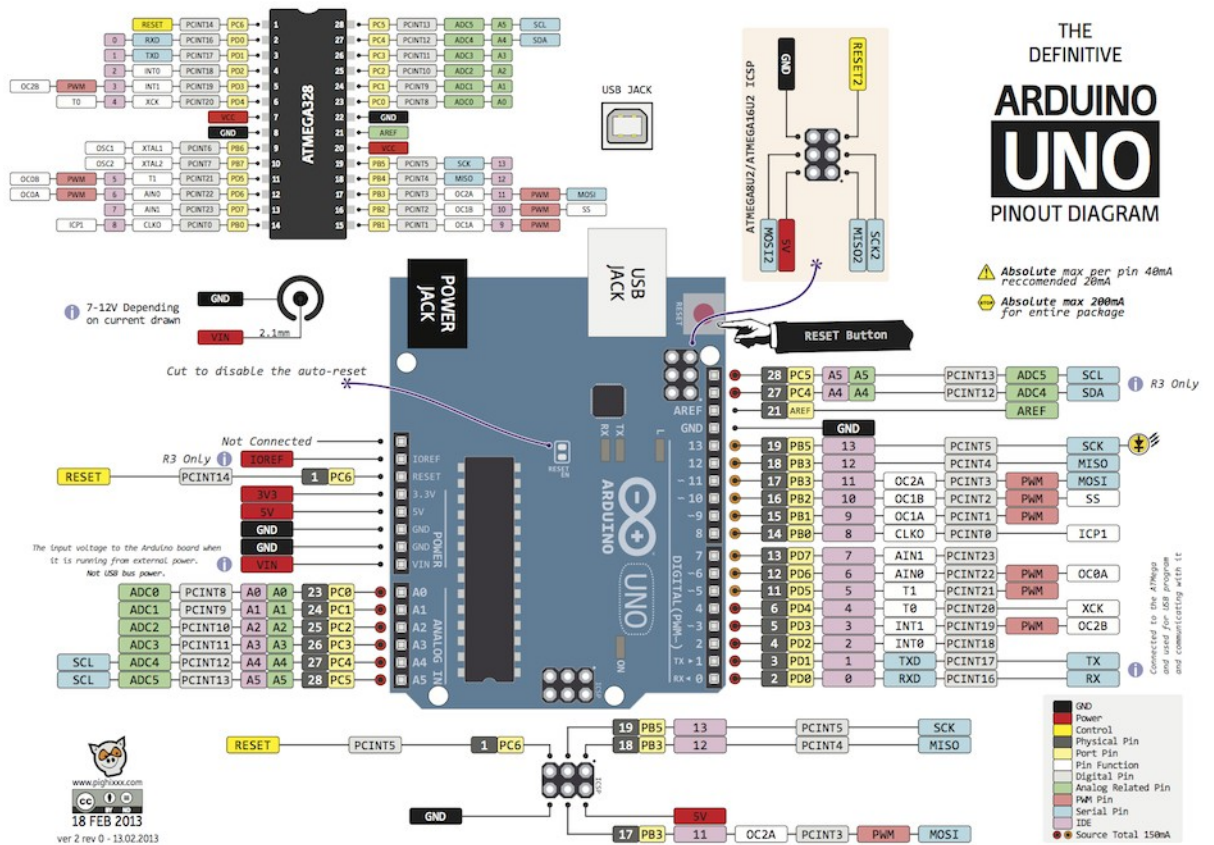 THE
DEFINITIVE
ARDUINO
UNO
PINOUT DIAGRAM
RESET PCINT14 PC6 1
0 RXD PCINT16 PD0 2
1 TXD PCINT17 PD1 3
2 INT0 PCINT18 PD2 4
OC2B PWM 3 INT1 PCINT19 PD3 5
T0 4 XCK PCINT20 PD4 6
VCC 7
GND 8
OSC1 XTAL1 PCINT6 PB6 9
OSC2 XTAL2 PCINT7 PB7 10
OC0B PWM 5 T1 PCINT21 PD5 11
OC0A PWM 6 AIN0 PCINT22 PD6 12
7 AIN1 PCINT23 PD7 13
ICP1 8 CLKO PCINT0 PB0 14
ATMEGA328
28 PC5 PCINT13 ADC5 A5 SCL
27 PC4 PCINT12 ADC4 A4 SDA
26 PC3 PCINT11 ADC3 A3
25 PC2 PCINT10 ADC2 A2
24 PC1 PCINT9 ADC1 A1
23 PC0 PCINT8 ADC0 A0
22 GND
21 AREF
20 VCC
19 PB5 PCINT5 SCK 13
18 PB4 PCINT4 MISO 12
17 PB3 PCINT3 OC2A 11 PWM MOSI
16 PB2 PCINT2 OC1B 10 PWM SS
15 PB1 PCINT1 OC1A 9 PWM
USB JACK
ATMEGA8U2/ATMEGA16U2 ICSP
GND
RESET2
MOSI2
5V
MISO2
SCK2
Absolute max per pin 40mA
reccomended 20mA
STOP
Absolute max 200mA
for entire package
7-12V Depending
on current drawn
GND
VIN
2.1mm
POWER
JACK
USB
JACK
RESET
RESET Button
Cut to disable the auto-reset
Not Connected
R3 Only IOREF
RESET PCINT14 1 PC6
3V3
5V
GND
GND
VIN
The input voltage to the Arduino board when
it is running from external power.
Not USB bus power.
ADC0 PCINT8 A0 A0 23 PC0
ADC1 PCINT9 A1 A1 24 PC1
ADC2 PCINT10 A2 A2 25 PC2
ADC3 PCINT11 A3 A3 26 PC3
SCL ADC4 PCINT12 A4 A4 27 PC4
SCL ADC5 PCINT13 A5 A5 28 PC5
IOREF
RESET
3.3V
5V
GND
GND
VIN
POWER
A0
A1
A2
A3
A4
A5
ANALOG IN
RESET
EN
RX
TX
L
ARDUINO
UNO
ON
ICSP
AREF
GND
13
12
~11
~10
~9
8
7
~6
~5
4
~3
2
TX 1
RX 0
DIGITAL(PWM~)
28 PC5 A5 A5 PCINT13 ADC5 SCL
27 PC4 A4 A4 PCINT12 ADC4 SDA
R3 Only
21 AREF AREF
GND
19 PB5 13 PCINT5 SCK
18 PB3 12 PCINT4 MISO
17 PB3 11 OC2A PCINT3 PWM MOSI
16 PB2 10 OC1B PCINT2 PWM SS
15 PB1 9 OC1A PCINT1 PWM
14 PB0 8 CLKO PCINT0 ICP1
13 PD7 7 AIN1 PCINT23
12 PD6 6 AIN0 PCINT22 PWM OC0A
11 PD5 5 T1 PCINT21 PWM
6 PD4 4 T0 PCINT20 XCK
5 PD3 3 INT1 PCINT19 PWM OC2B
4 PD2 2 INT0 PCINT18
3 PD1 1 TXD PCINT17 TX
2 PD0 0 RXD PCINT16 RX
Connected to the ATMega
and used for USB program
and communicating with it
RESET PCINT5 1 PC6
19 PB5 13 PCINT5 SCK
18 PB3 12 PCINT4 MISO
ICSP
GND
5V
17 PB3 11 OC2A PCINT3 PWM MOSI
GND
Power
Control
Physical Pin
Port Pin
Pin Function
Digital Pin
Analog Related Pin
PWM Pin
Serial Pin
IDE
Source Total 150mA
www.pighixxx.com
cc BY ND
18 FEB 2013
ver 2 rev 0 - 13.02.2013